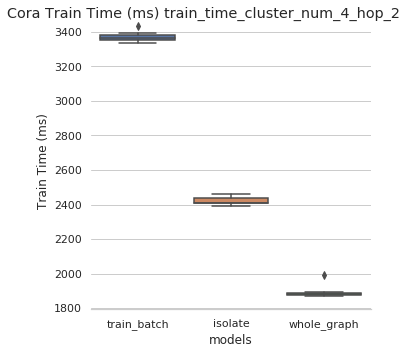 Cora Train Time (ms) train_time_cluster_num_4_hop_2
3400
3200
3000
2800
2600
2400
2200
2000
1800
Train Time (ms)
train_batch
isolate
whole_graph
models